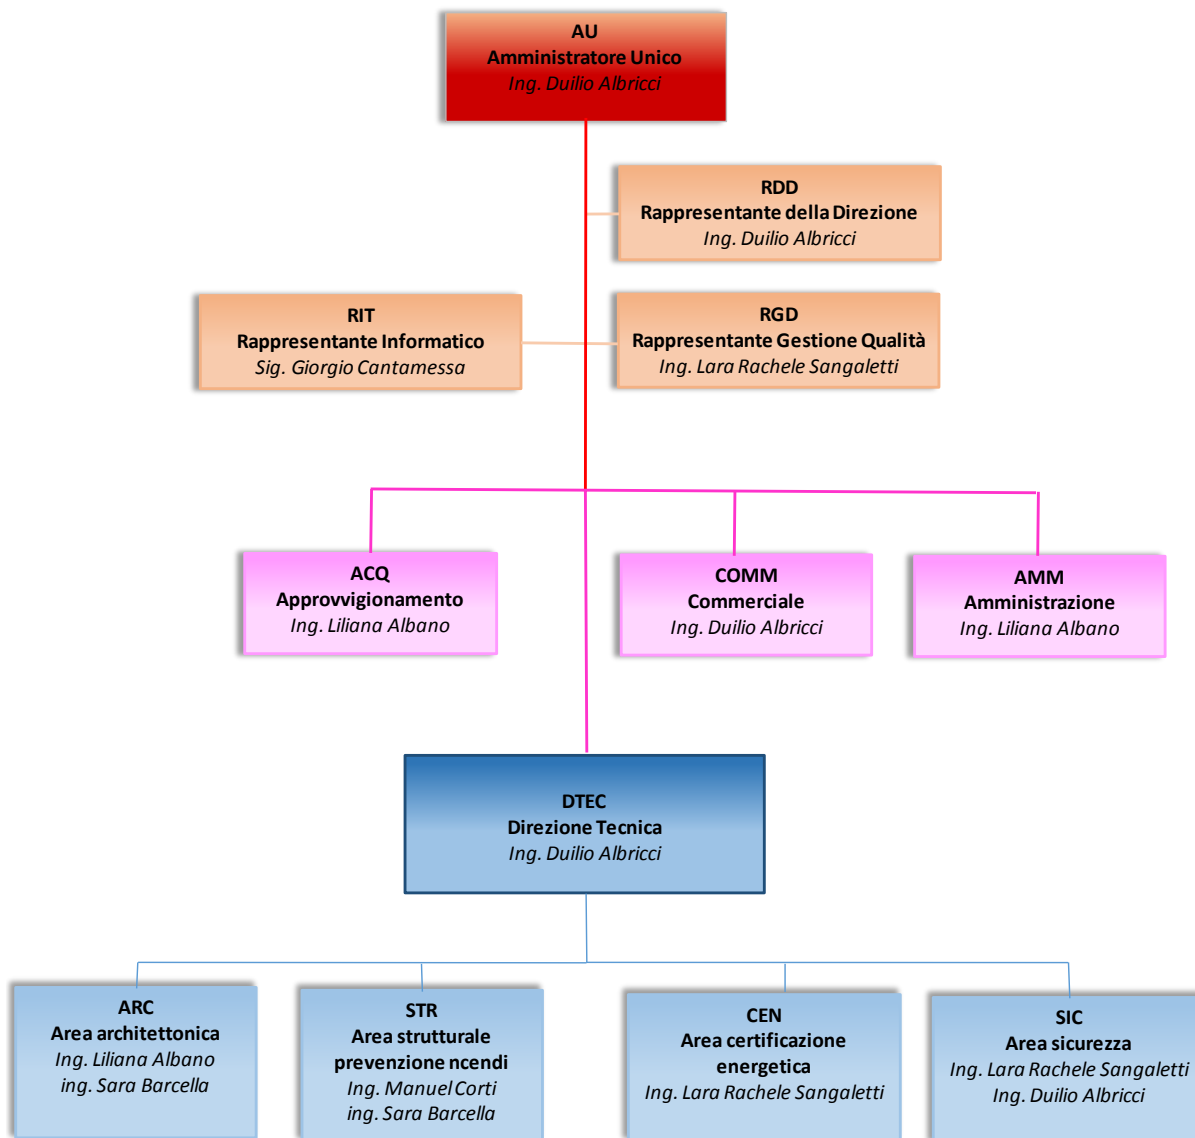 AU
Amministratore Unico
Ing. Duilio Albricci
RDD
Rappresentante della Direzione
Ing. Duilio Albricci
RIT
Rappresentante Informatico
Sig. Giorgio Cantamessa
RGD
Rappresentante Gestione Qualità
Ing. Lara Rachele Sangaletti
ACQ
Approvvigionamento
Ing. Liliana Albano
COMM
Commerciale
Ing. Duilio Albricci
AMM
Amministrazione
Ing. Liliana Albano
DTEC
Direzione Tecnica
Ing. Duilio Albricci
ARC
Area architettonica
Ing. Liliana Albano
ing. Sara Barcella
STR
Area strutturale
prevenzione ncendi
Ing. Manuel Corti
ing. Sara Barcella
CEN
Area certificazione
energetica
Ing. Lara Rachele Sangaletti
SIC
Area sicurezza
Ing. Lara Rachele Sangaletti
Ing. Duilio Albricci